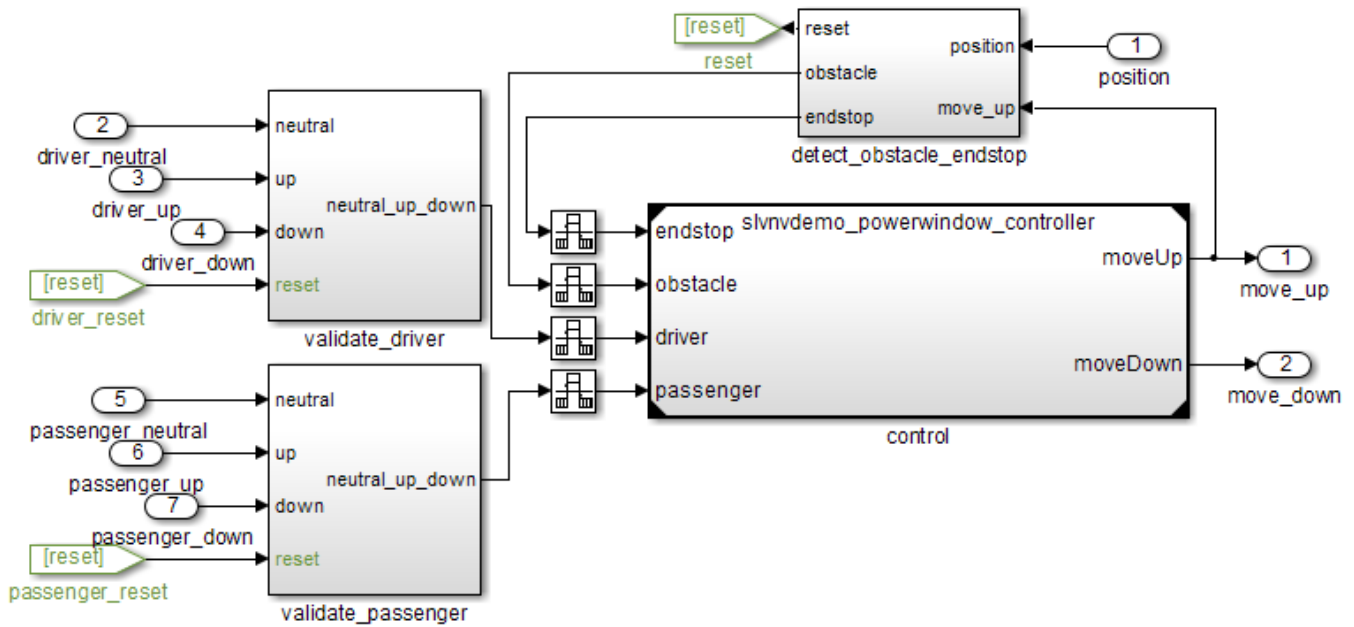 [reset]
reset
reset
obstacle
endstop
position
move_up
detect_obstacle_endstop
1
position
2
driver_neutral
3
driver_up
4
driver_down
[reset]
driver_reset
neutral
up
down
reset
neutral_up_down
validate_driver
5
passenger_neutral
6
passenger_up
7
passenger_down
[reset]
passenger_reset
neutral
up
down
reset
neutral_up_down
validate_passenger
slvnvdemo_powerwindow_controller
endstop
obstacle
driver
passenger
moveUp
moveDown
control
1
move_up
2
move_down